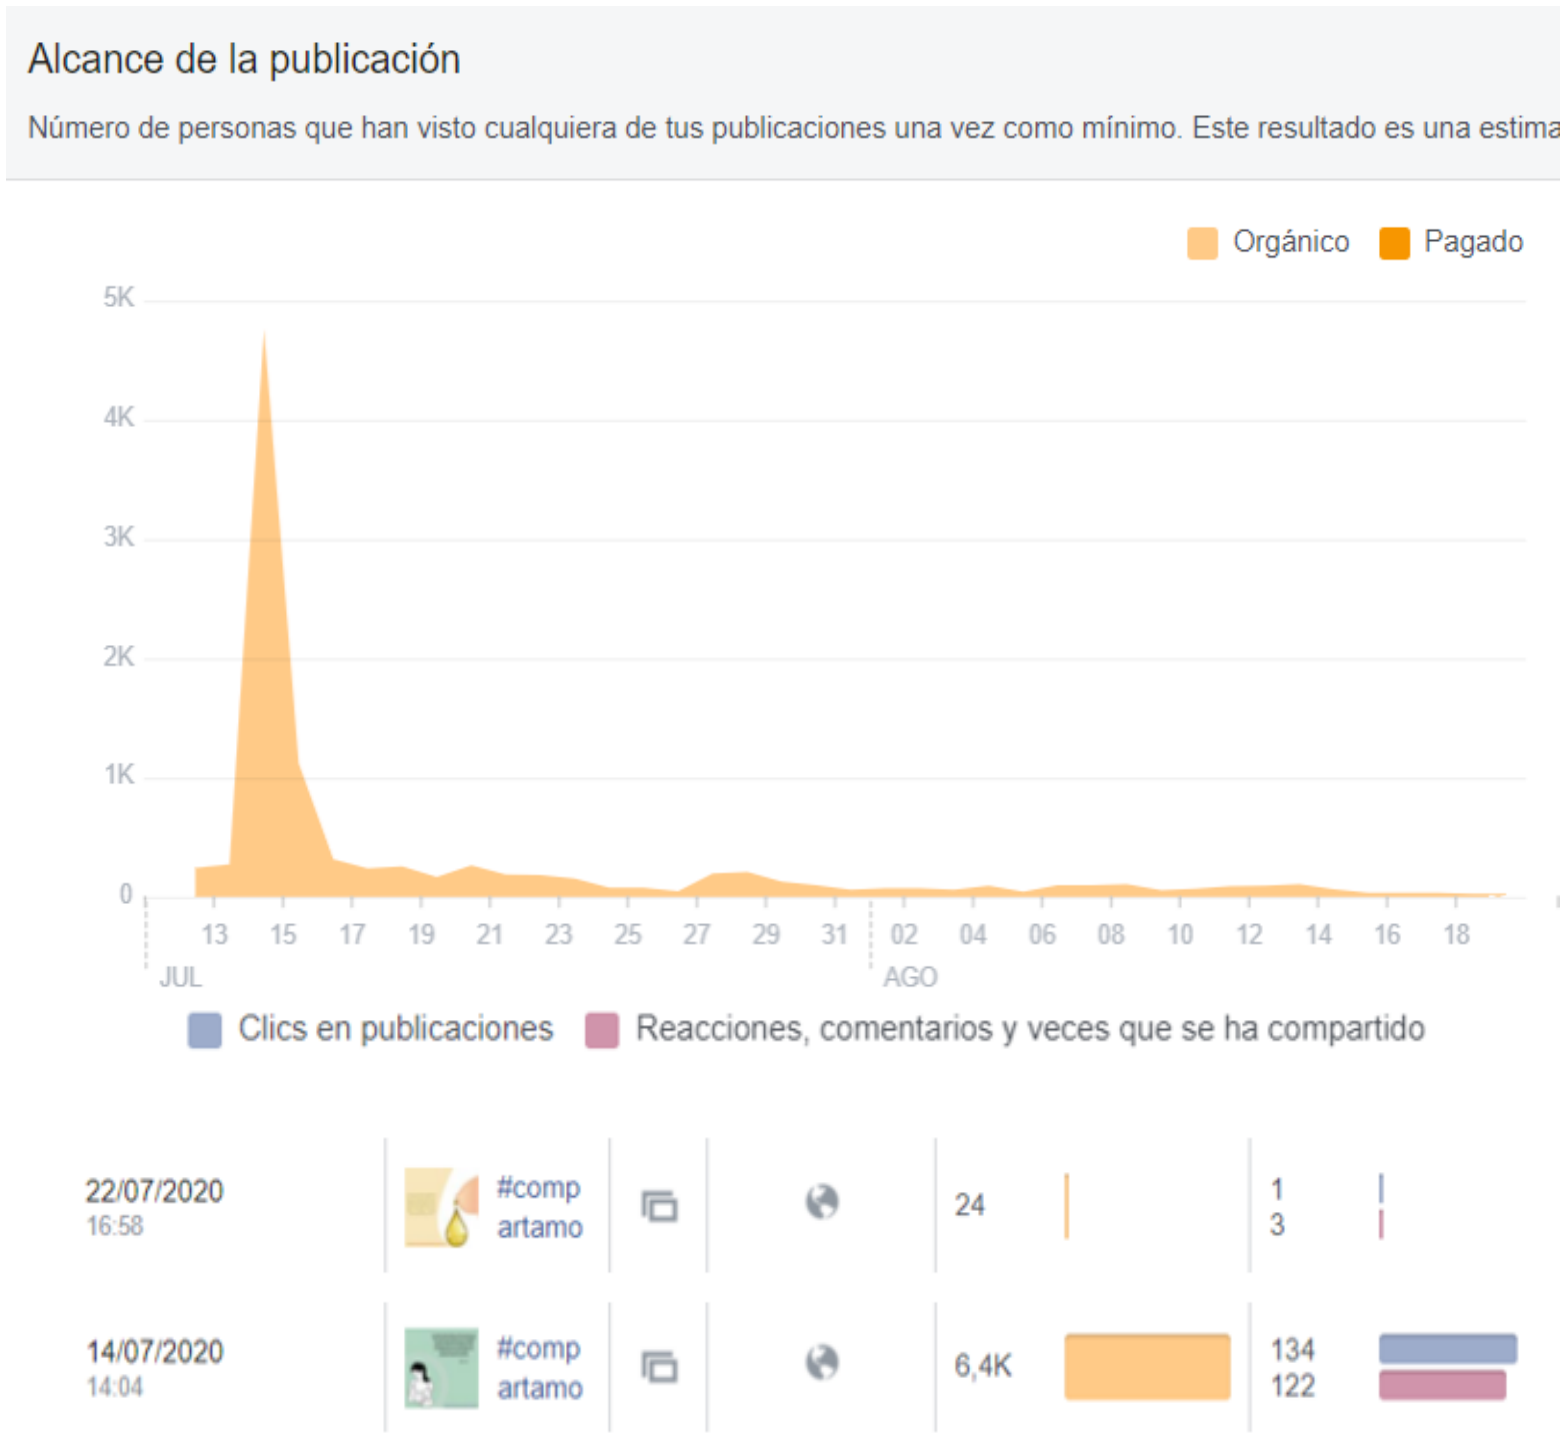 Alcance de la publicación
Número de personas que han visto cualquiera de tus publicaciones una vez como mínimo. Este resultado es una estima
Orgánico Pagado
5K
4K
3K
2K
1K
0
13 15 17 19 21 23 25 27 29 31 02 04 06 08 10 12 14 16 18
JUL AGO
Clics en publicaciones Reacciones, comentarios y veces que se ha compartido
22/07/2020
16:58
#comp
artamo
24
1
3
14/07/2020
14:04
#comp
artamo
6,4K
134
122